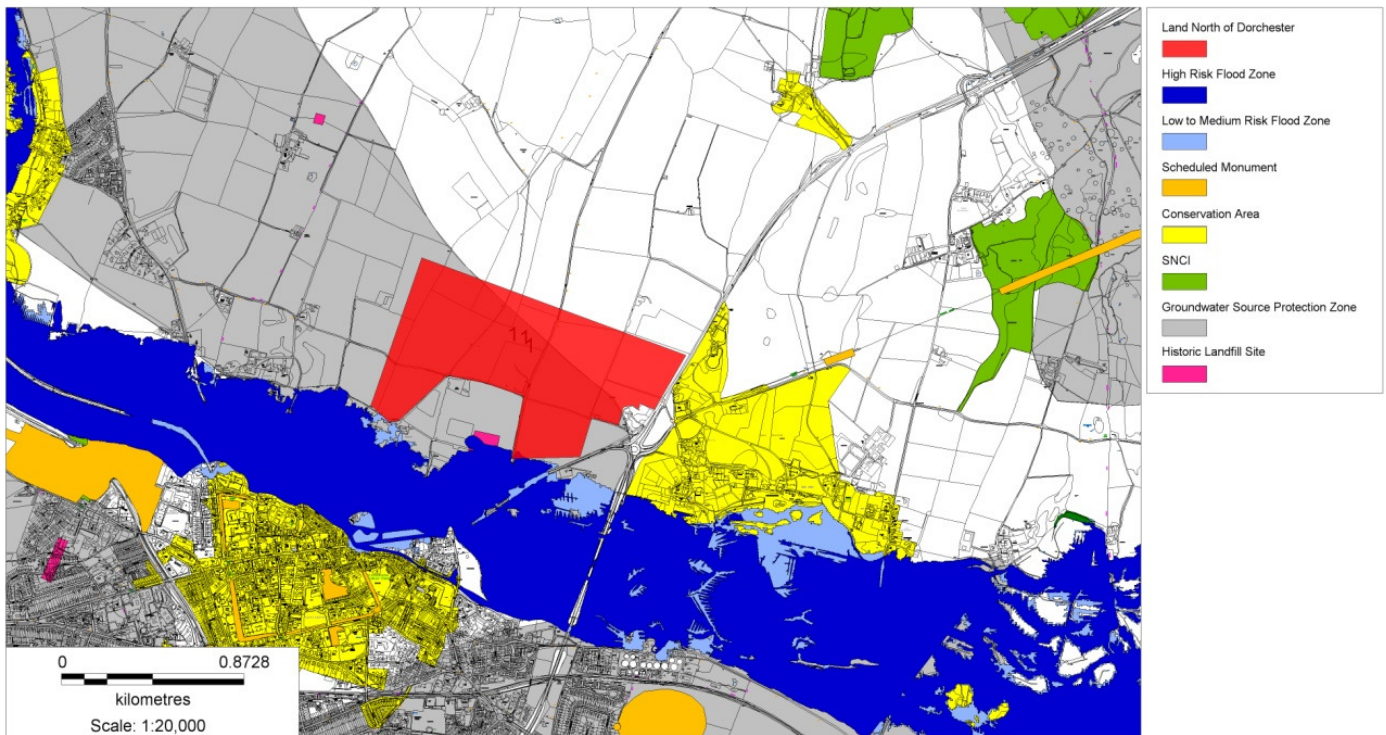 Land North of Dorchester
High Risk Flood Zone
Low to Medium Risk Flood Zone
Scheduled Monument
Conservation Area
SNCI
Groundwater Source Protection Zone
Historic Landfill Site
0 0.8728
kilometres
Scale: 1:20,000